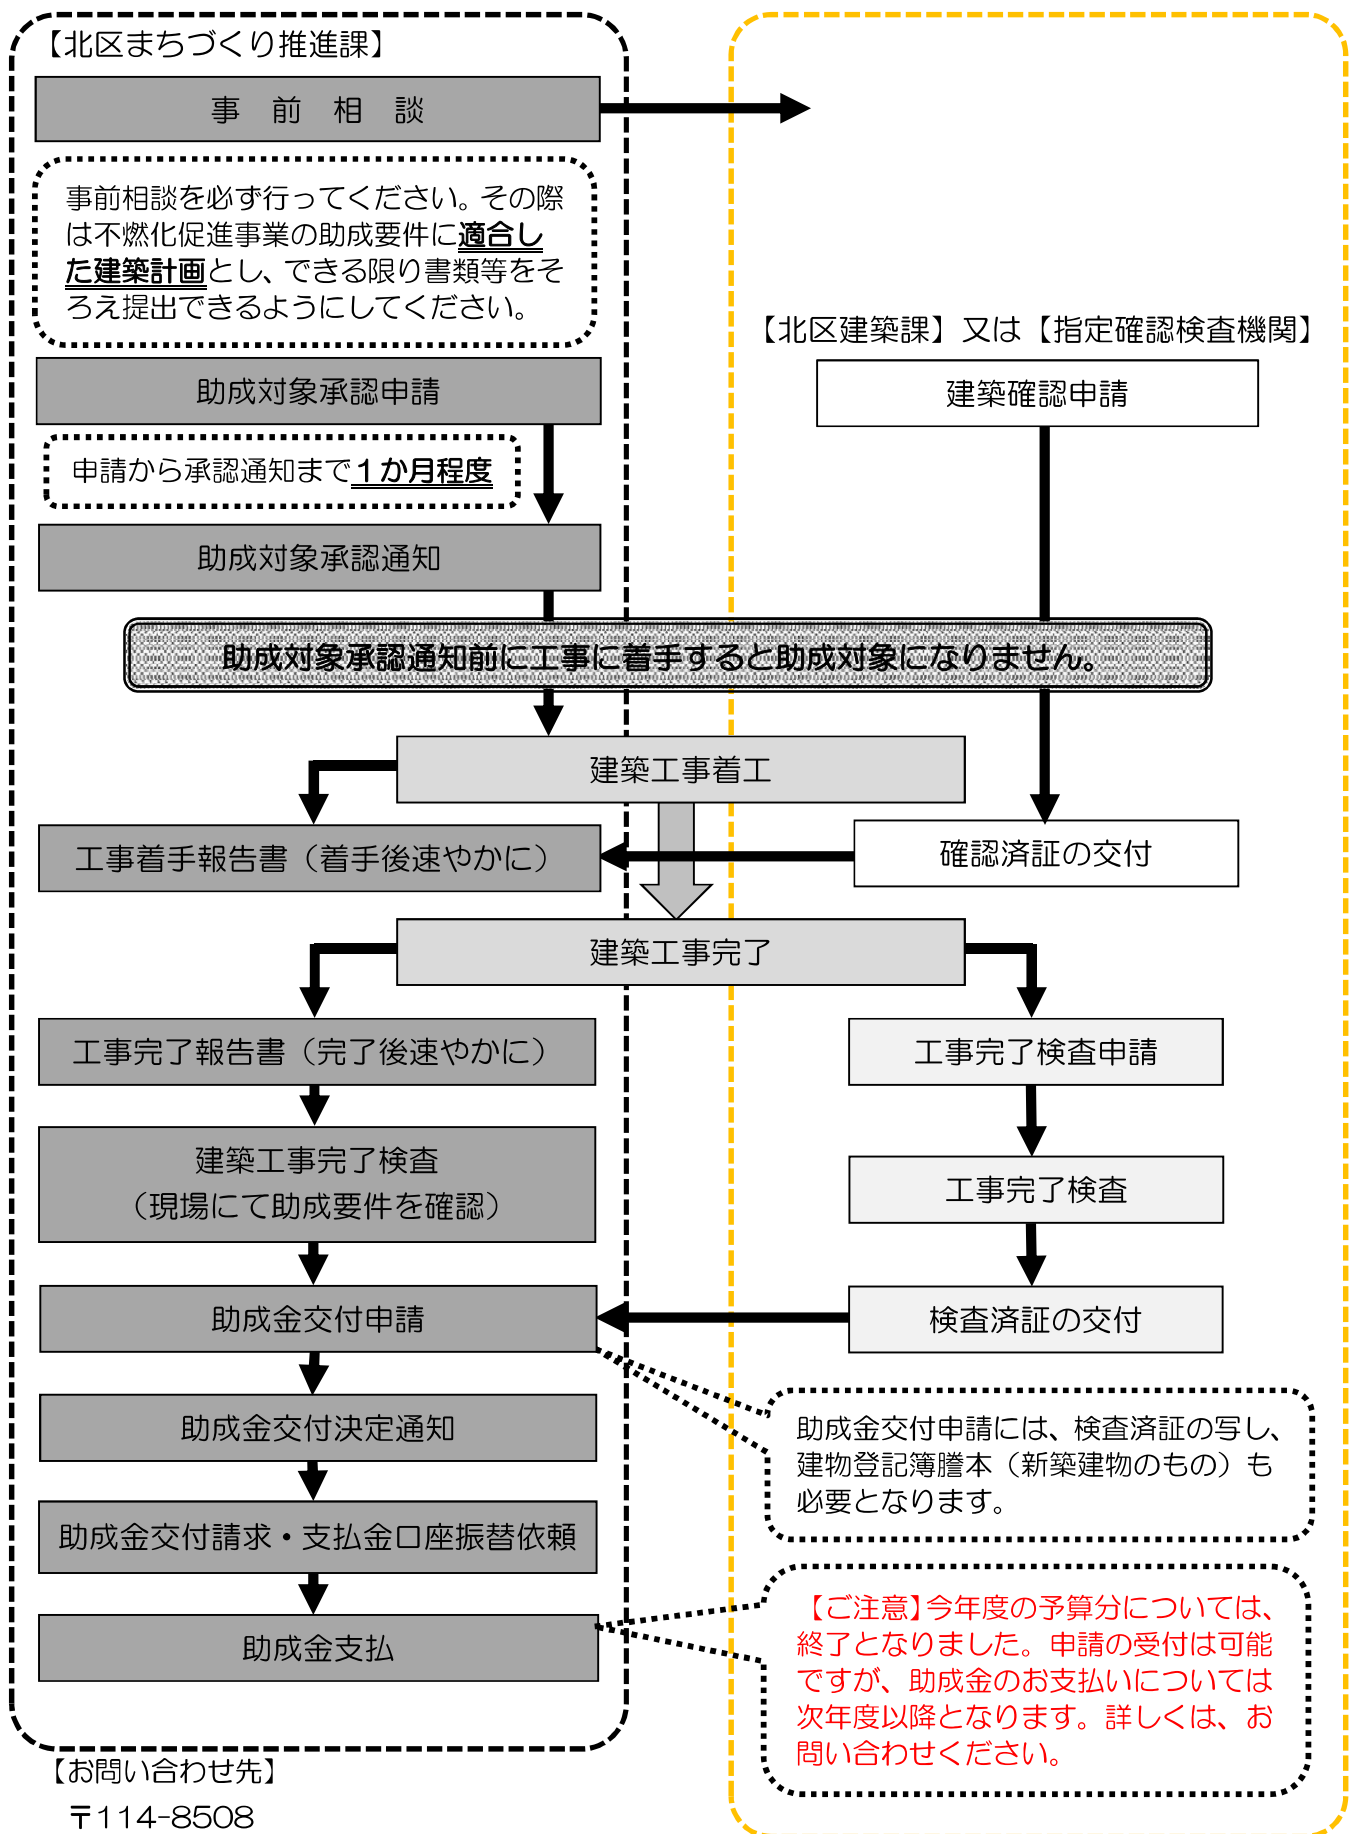 【北区まちづくり推進課】
事　前　相　談
事前相談を必ず行ってください。その際
は不燃化促進事業の助成要件に適合し
た建築計画とし、できる限り書類等をそ
ろえ提出できるようにしてください。
助成対象承認申請
申請から承認通知まで１か月程度
助成対象承認通知
【北区建築課】又は【指定確認検査機関】
建築確認申請
助成対象承認通知前に工事に着手すると助成対象になりません。
建築工事着工
工事着手報告書（着手後速やかに）
確認済証の交付
建築工事完了
工事完了報告書（完了後速やかに）
工事完了検査申請
建築工事完了検査
（現場にて助成要件を確認）
工事完了検査
助成金交付申請
検査済証の交付
助成金交付決定通知
助成金交付申請には、検査済証の写し、
建物登記簿謄本（新築建物のもの）も
必要となります。
助成金交付請求・支払金口座振替依頼
助成金支払
【ご注意】今年度の予算分については、
終了となりました。申請の受付は可能
ですが、助成金のお支払いについては
次年度以降となります。詳しくは、お
問い合わせください。
【お問い合わせ先】
〒114-8508